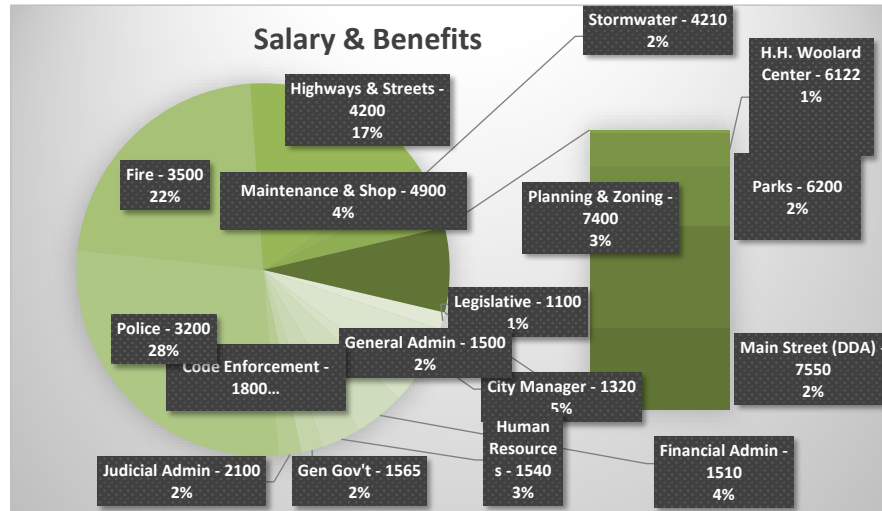 Salary & Benefits
Stormwater - 4210
2%
H.H. Woolard
Center - 6122
1%
Highways & Streets -
4200
17%
Fire - 3500
22%
Maintenance & Shop - 4900
4%
Planning & Zoning -
7400
3%
Parks - 6200
2%
Legislative - 1100
1%
Police - 3200
28%
General Admin - 1500
2%
Main Street (DDA) -
7550
2%
Code Enforcement -
1800...
City Manager - 1320
5%
Human
Resource
s - 1540
3%
Financial Admin -
1510
4%
Judicial Admin - 2100
2%
Gen Gov't - 1565
2%